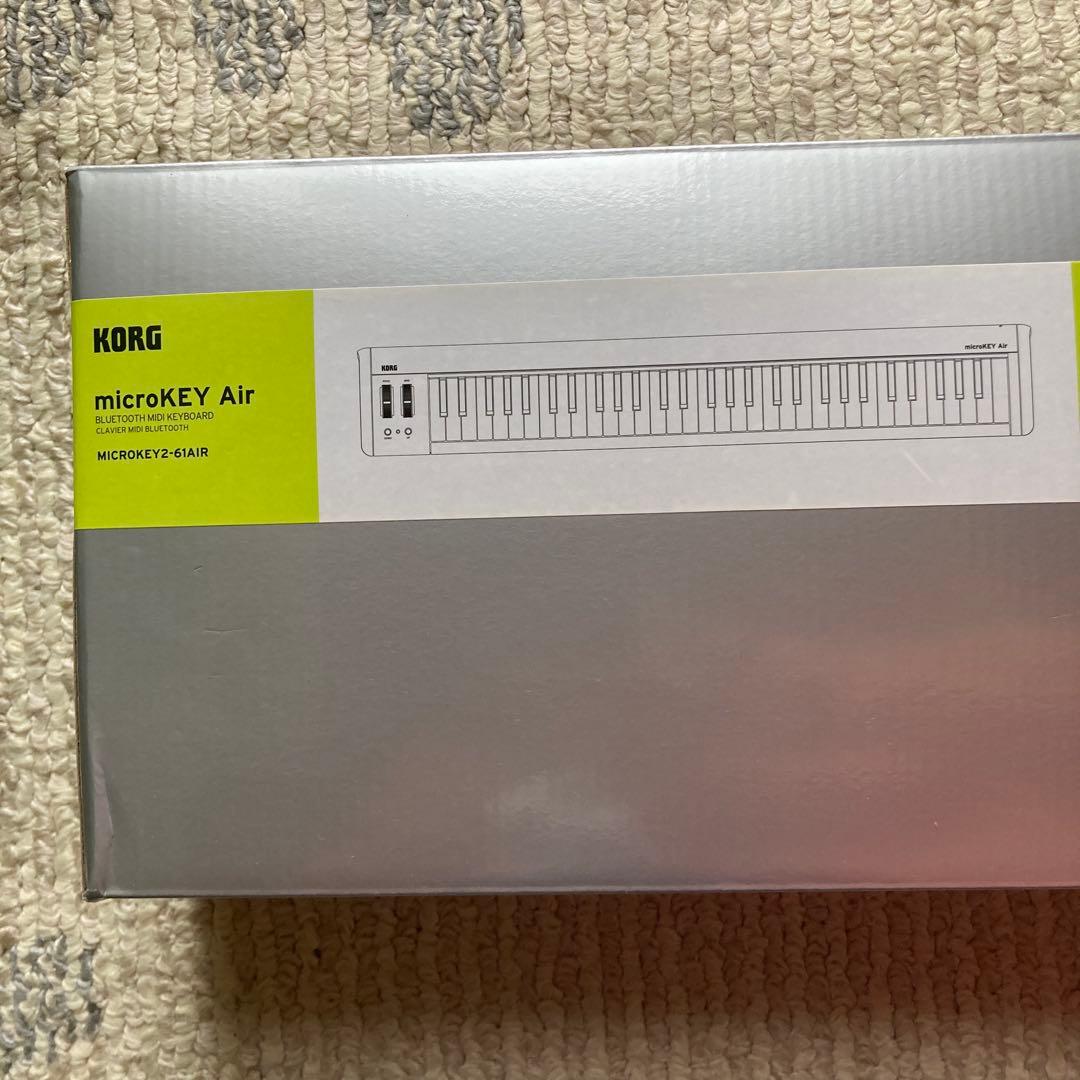 KORG
microKEY Air
BLUETOOTH MIDI KEYBOARD
CLAVIER MIDI BLUETOOTH
MICROKEY2-61AIR
KORG
microKEY Air